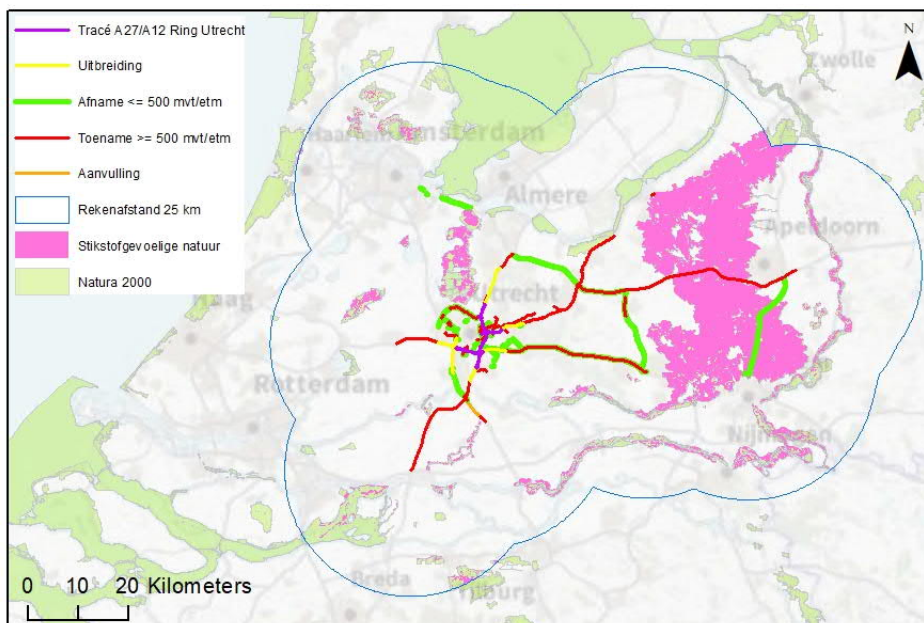 Tracé A27/A12 Ring Utrecht
Uitbreiding
Afname <= 500 mvt/etm
Toename >= 500 mvt/etm
Aanvulling
Rekenafstand 25 km
Stikstofgevoelige natuur
Natura 2000
N
Zwolle
Haarlem
Amsterdam
Almere
Apeldoorn
Haag
Utrecht
Rotterdam
Nijmegen
Breda
Tilburg
0 10 20 Kilometers